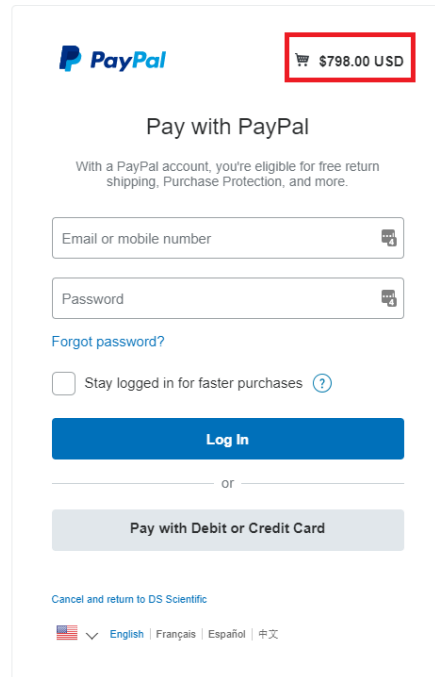 PayPal
$798.00 USD
Pay with PayPal
With a PayPal account, you're eligible for free return
shipping, Purchase Protection, and more.
Email or mobile number
4
Password
4
Forgot password?
Stay logged in for faster purchases ?
Log In
or
Pay with Debit or Credit Card
Cancel and return to DS Scientific
English | Français | Español | 中文